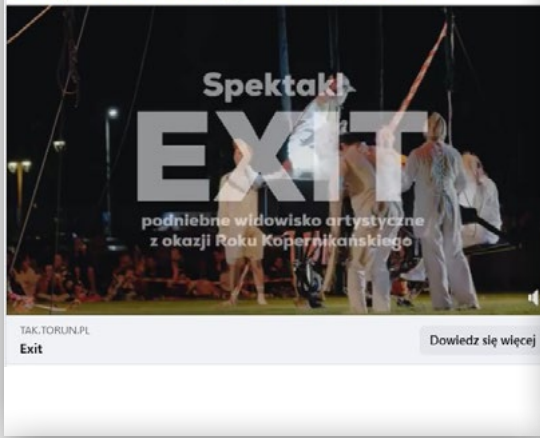 Spektakl
EXIT
podniebne widowisko artystyczne
z okazji Roku Kopernikańskiego
TAK.TORUN.PL
Exit
Dowiedz się więcej